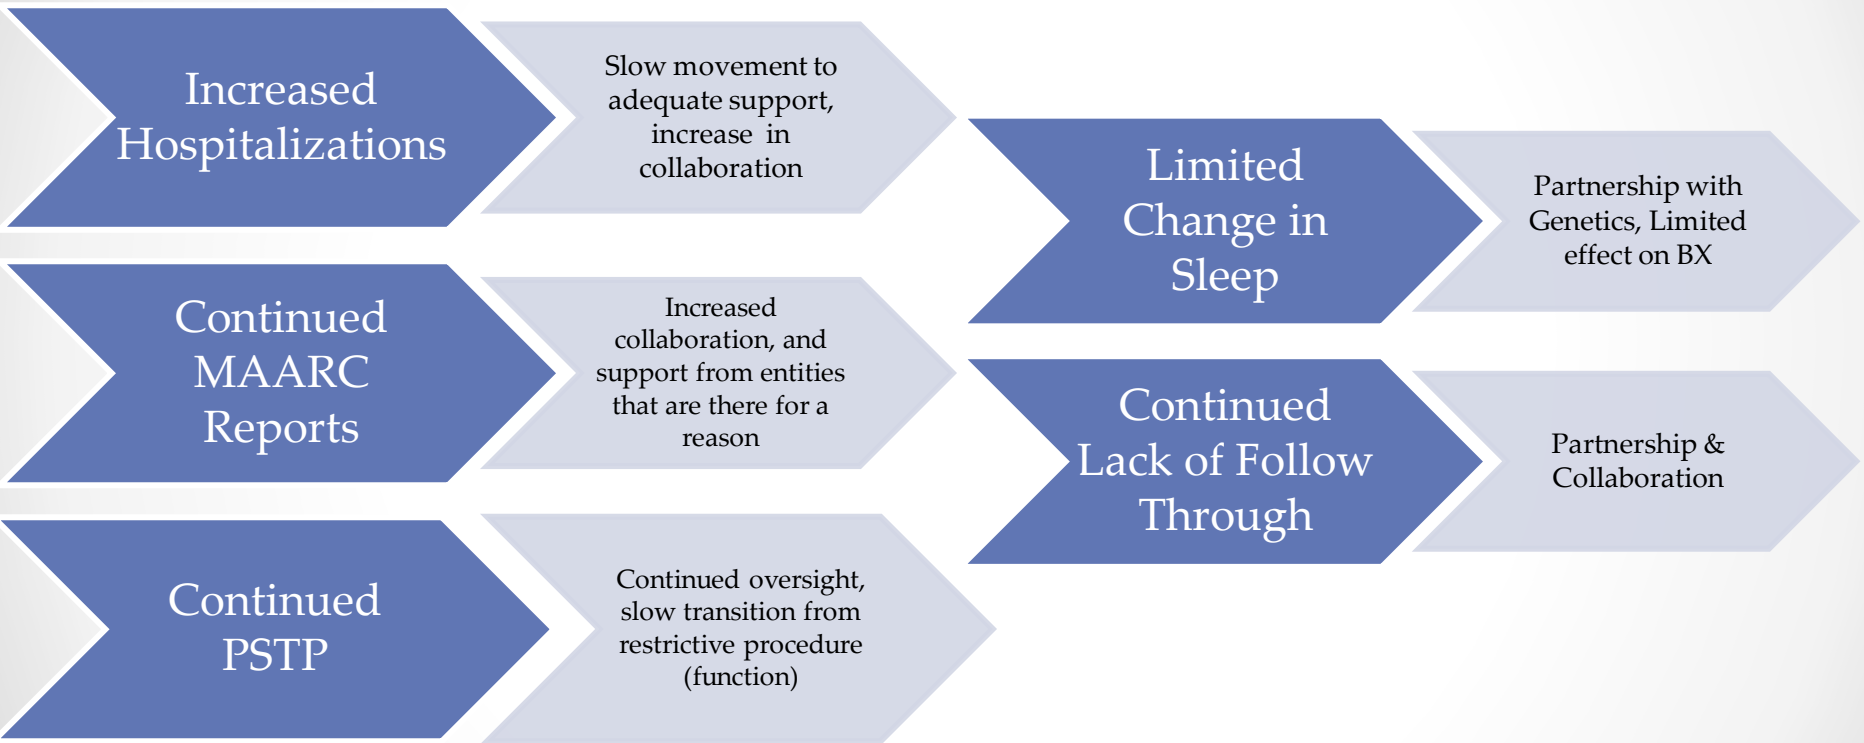 Increased
Hospitalizations
Slow movement to
adequate support,
increase in
collaboration
Continued
MAARC
Reports
Increased
collaboration, and
support from entities
that are there for a
reason
Continued
PSTP
Continued oversight,
slow transition from
restrictive procedure
(function)
Limited
Change in
Sleep
Partnership with
Genetics, Limited
effect on BX
Continued
Lack of Follow
Through
Partnership &
Collaboration